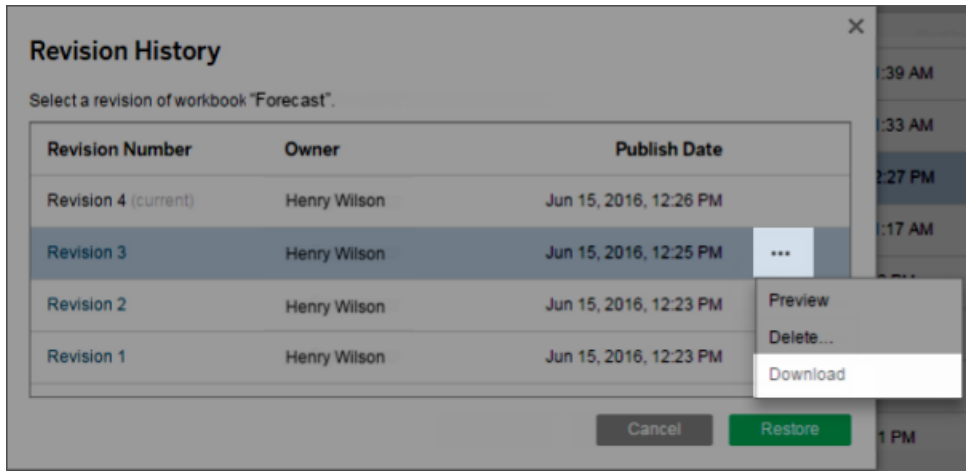 Revision History
Select a revision of workbook "Forecast".
Revision Number Owner Publish Date
Revision 4 (current) Henry Wilson Jun 15, 2016, 12:26 PM
Revision 3 Henry Wilson Jun 15, 2016, 12:25 PM ...
Revision 2 Henry Wilson Jun 15, 2016, 12:23 PM
Revision 1 Henry Wilson Jun 15, 2016, 12:23 PM
Preview
Delete...
Download
Cancel Restore
:39 AM
:33 AM
2:27 PM
:17 AM
1 PM